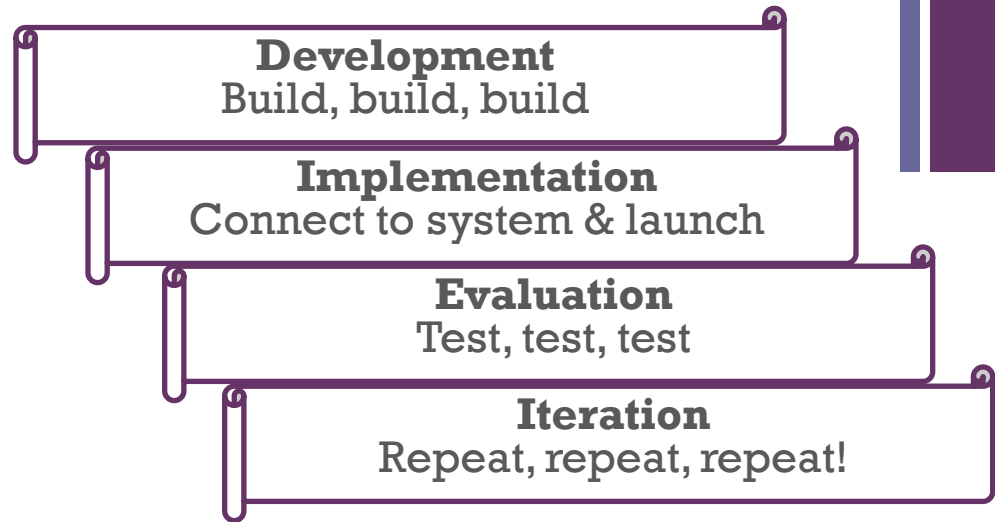 Development
Build, build, build
Implementation
Connect to system & launch
Evaluation
Test, test, test
Iteration
Repeat, repeat, repeat!